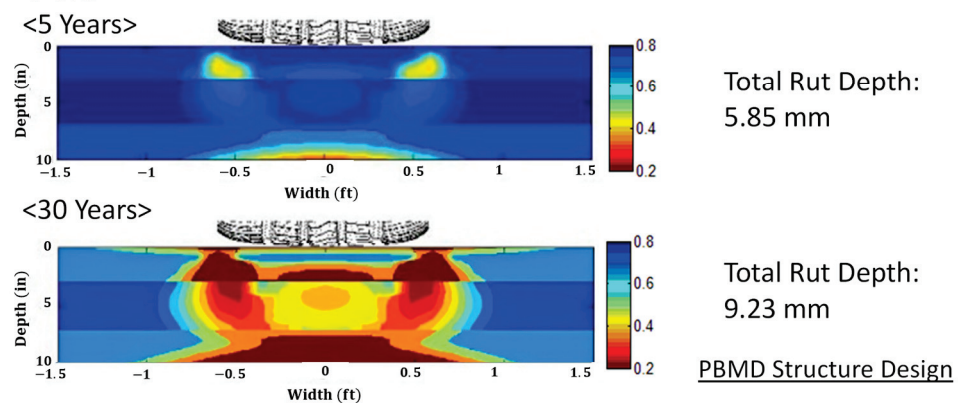 <5 Years>
0
5
10
Depth (in)
-1.5
-1
-0.5
0
0.5
1
1.5
Width (ft)
0.8
0.6
0.4
0.2
Total Rut Depth:
5.85 mm
<30 Years>
0
5
10
Depth (in)
-1.5
-1
-0.5
0
0.5
1
1.5
Width (ft)
0.8
0.6
0.4
0.2
Total Rut Depth:
9.23 mm
PBMD Structure Design